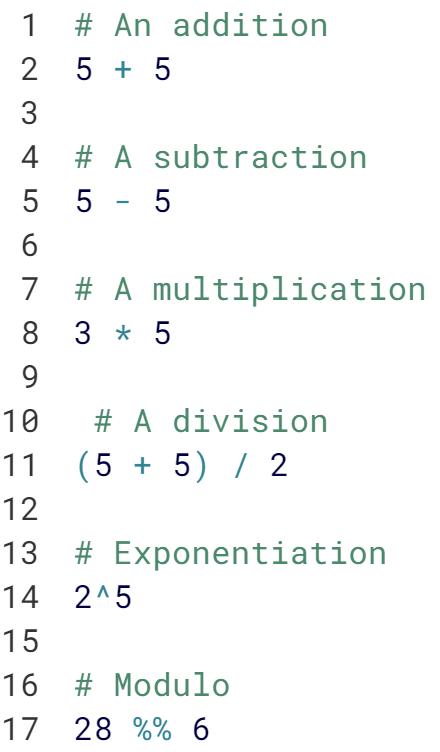 1 # An addition
2 5 + 5
3
4 # A subtraction
5 5 - 5
6
7 # A multiplication
8 3 * 5
9
10  # A division
11 (5 + 5) / 2
12
13 # Exponentiation
14 2^5
15
16 # Modulo
17 28 %% 6